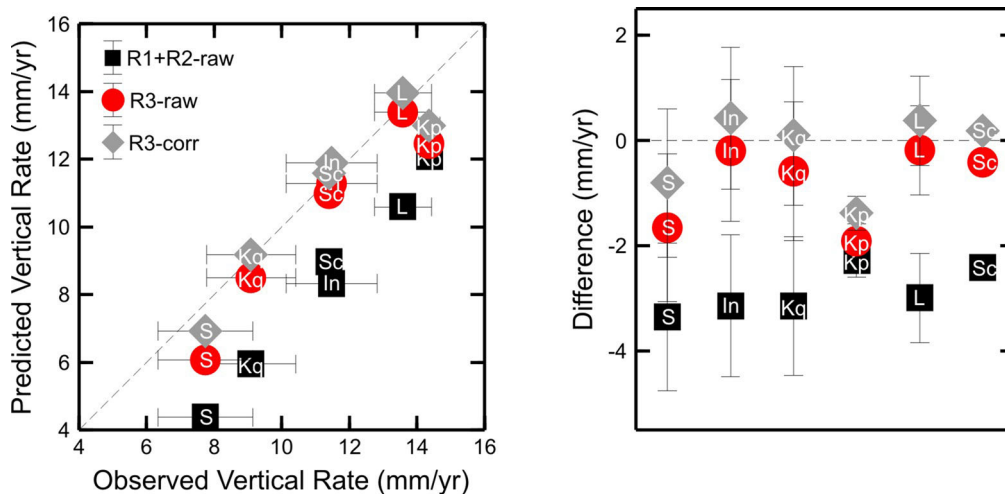 Predicted Vertical Rate (mm/yr)
16
14
12
10
8
6
4
R1+R2-raw
R3-raw
R3-corr
L
L
L
Kp
Kp
Kp
In
Sc
Sc
Sc
In
Kq
Kq
Kq
S
S
S
4 6 8 10 12 14 16
Observed Vertical Rate (mm/yr)
Difference (mm/yr)
2
0
-2
-4
S
S
S
In
In
In
Kq
Kq
Kq
Kp
Kp
Kp
L
L
L
Sc
Sc
Sc